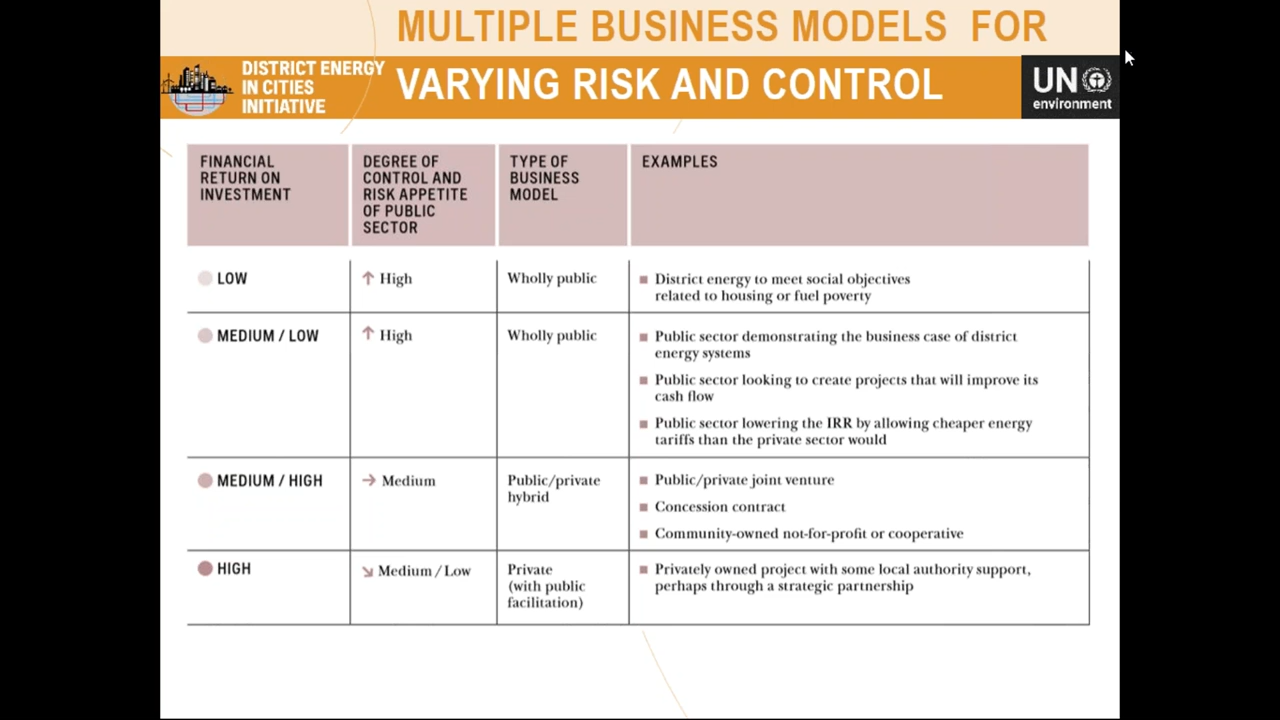 MULTIPLE BUSINESS MODELS FOR
VARYING RISK AND CONTROL
DISTRICT ENERGY
IN CITIES
INITIATIVE
UN
environment
FINANCIAL
RETURN ON
INVESTMENT
DEGREE OF
CONTROL AND
RISK APPETITE
OF PUBLIC
SECTOR
TYPE OF
BUSINESS
MODEL
EXAMPLES
LOW
High
Wholly public
District energy to meet social objectives
related to housing or fuel poverty
MEDIUM / LOW
High
Wholly public
Public sector demonstrating the business case of district
energy systems
Public sector looking to create projects that will improve its
cash flow
Public sector lowering the IRR by allowing cheaper energy
tariffs than the private sector would
MEDIUM / HIGH
Medium
Public/private
hybrid
Public/private joint venture
Concession contract
Community-owned not-for-profit or cooperative
HIGH
Medium / Low
Private
(with public
facilitation)
Privately owned project with some local authority support,
perhaps through a strategic partnership